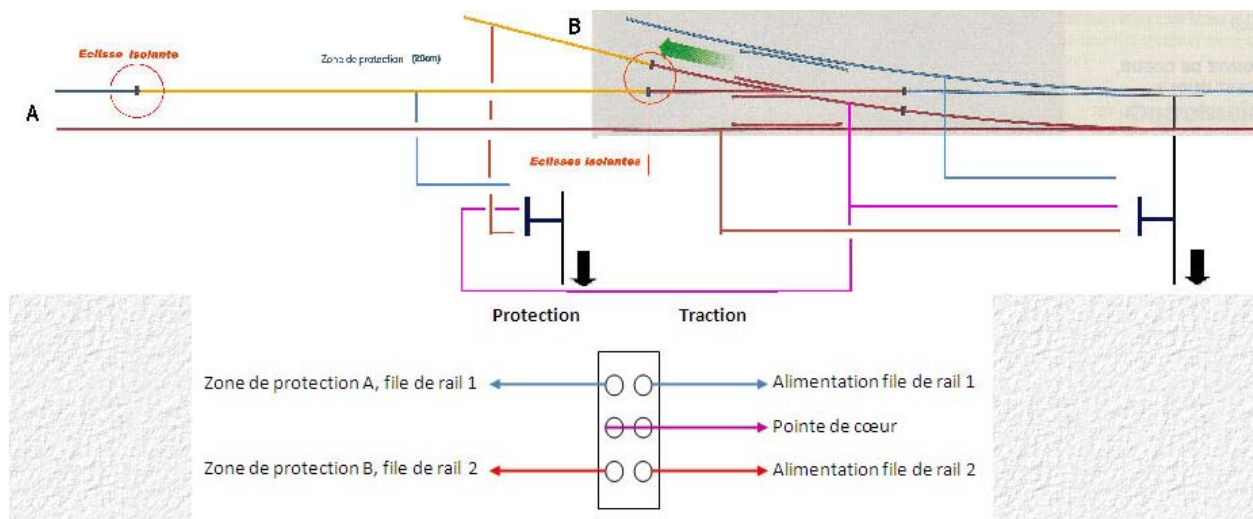 B
Eclisse isolante
Zone de protection (20cm)
A
Eclisses isolantes
Protection Traction
Zone de protection A, file de rail 1 Alimentation file de rail 1
Pointe de cœur
Zone de protection B, file de rail 2 Alimentation file de rail 2